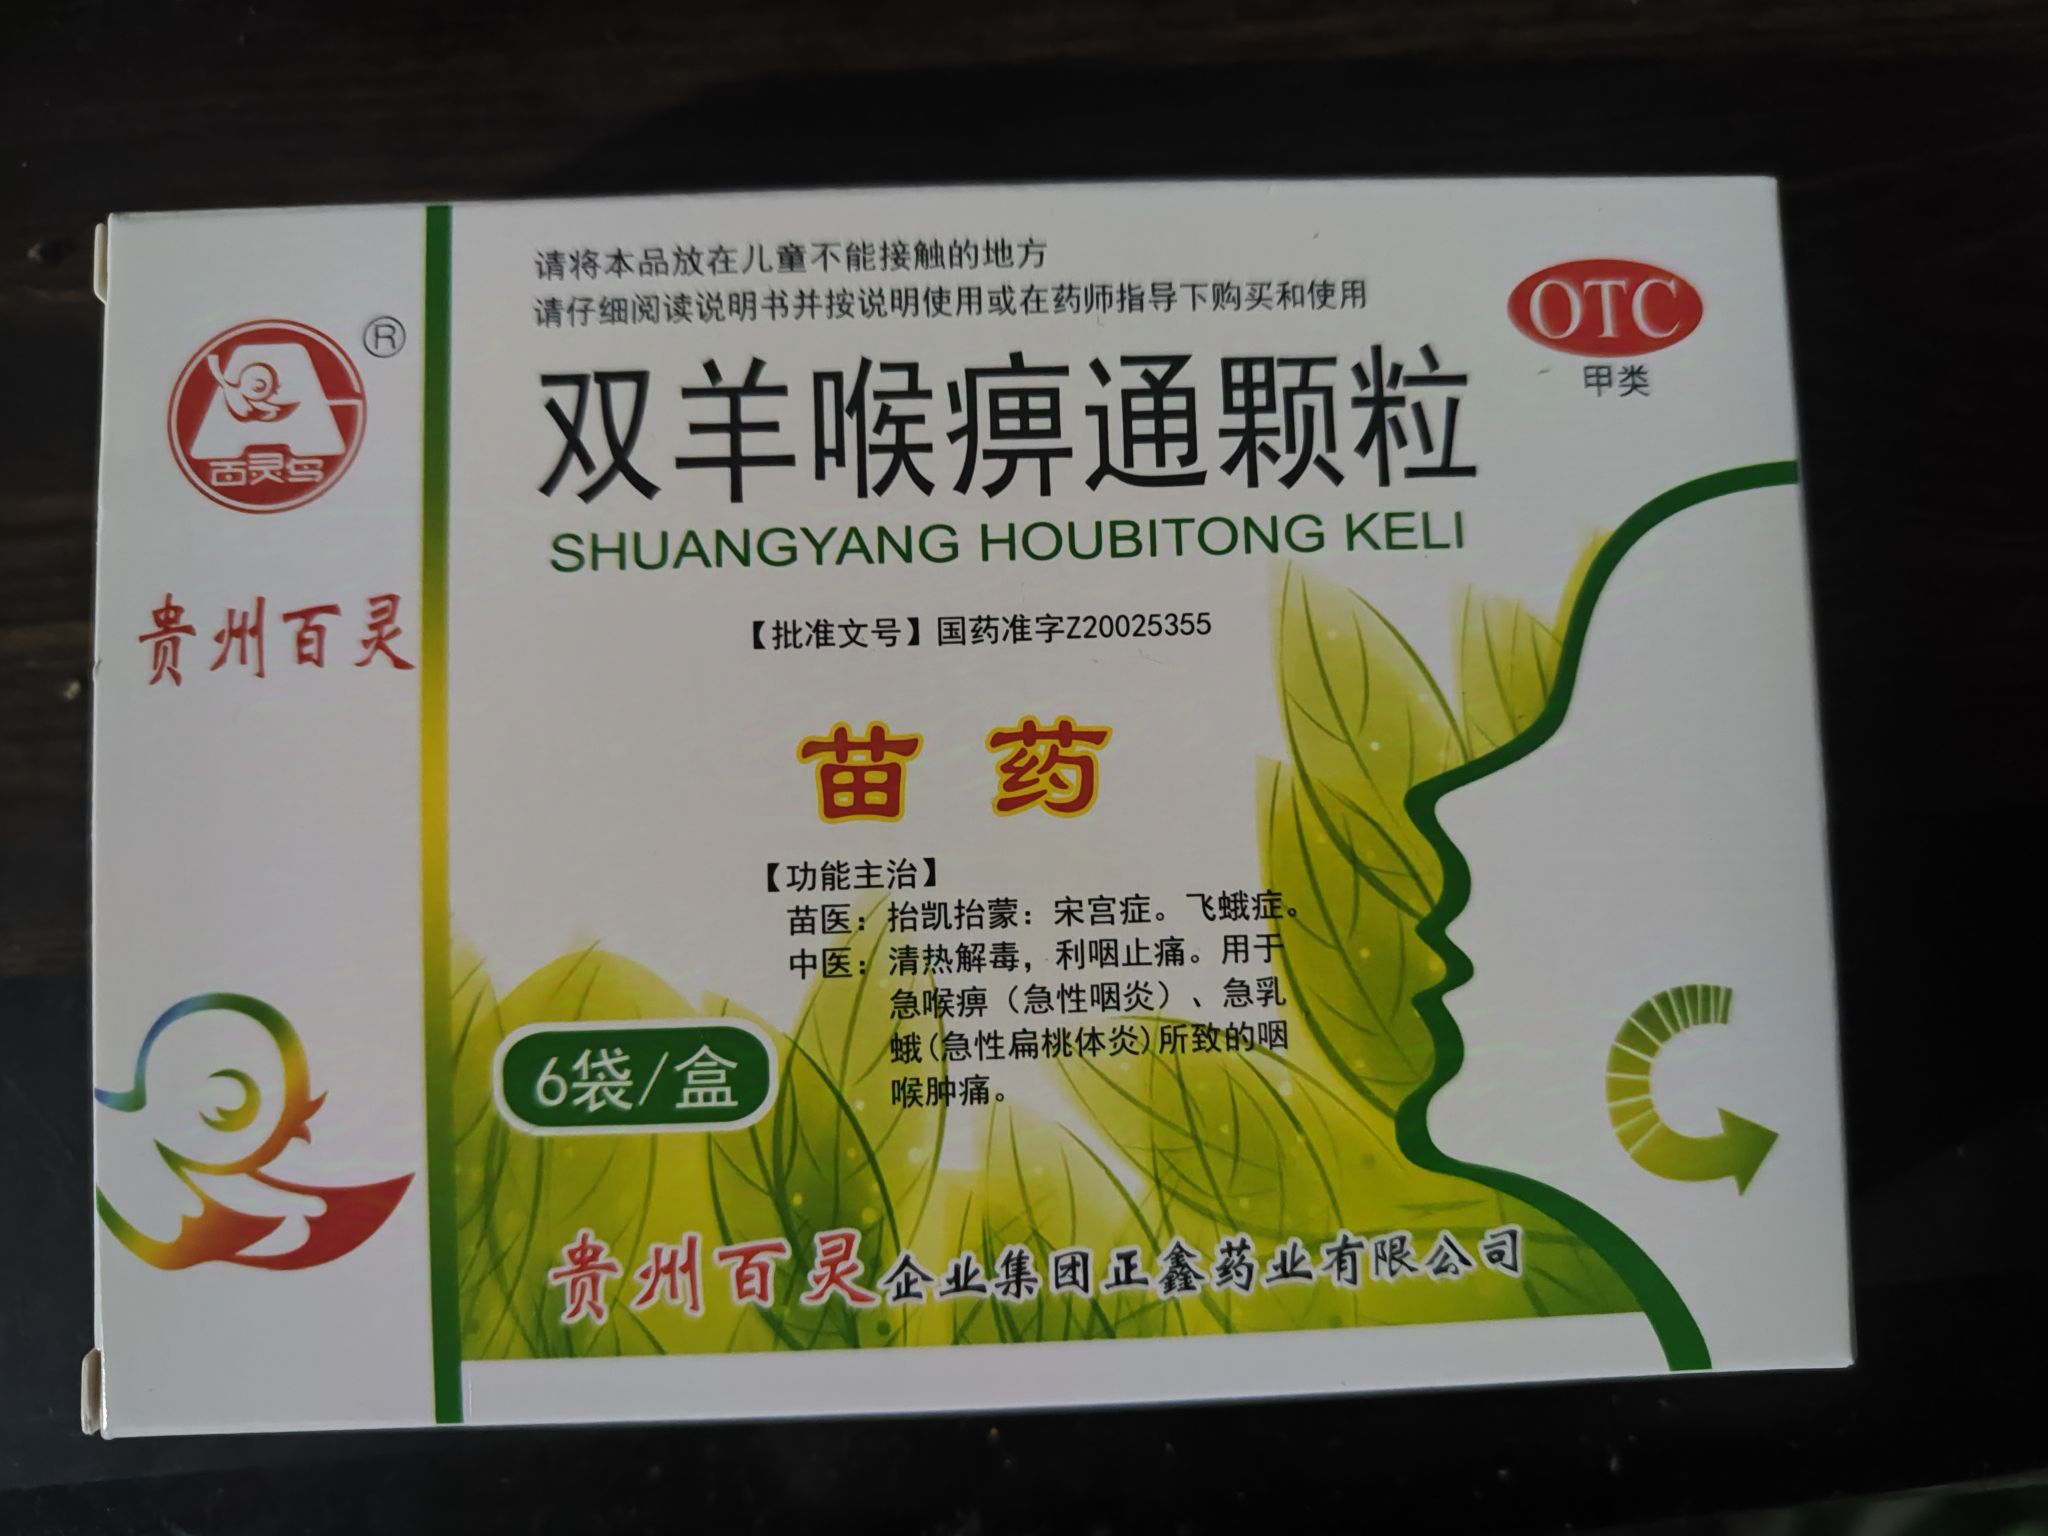 请将本品放在儿童不能接触的地方
请仔细阅读说明书并按说明使用或在药师指导下购买和使用
OTC
甲类
双羊喉痹通颗粒
SHUANGYANG HOUBITONG KELI
®
百灵鸟
贵州百灵
【批准文号】国药准字Z20025355
苗药
【功能主治】
苗医：抬凯抬蒙：宋宫症。飞蛾症。
中医：清热解毒，利咽止痛。用于
急喉痹（急性咽炎）、急乳
蛾(急性扁桃体炎)所致的咽
喉肿痛。
6袋/盒
贵州百灵企业集团正鑫药业有限公司